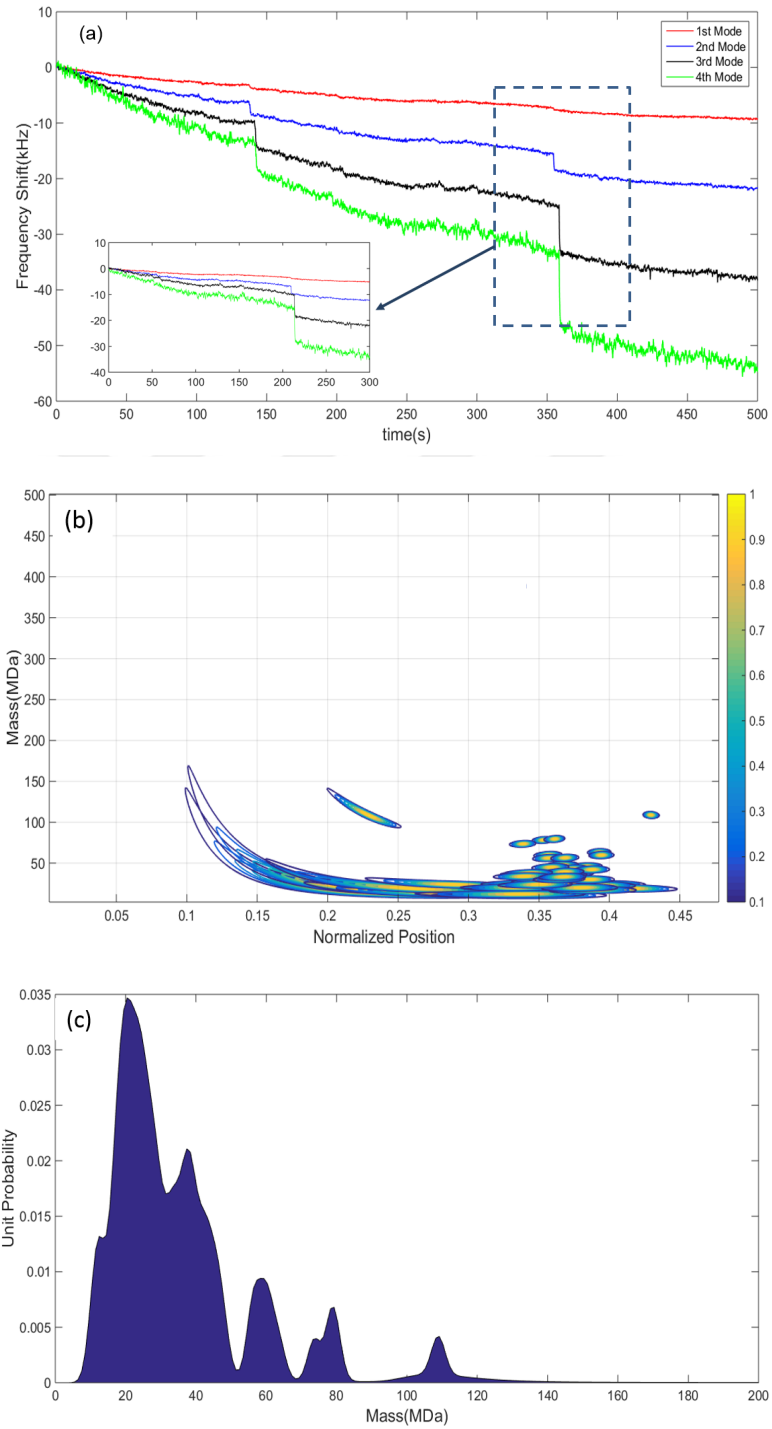 (a)
1st Mode
2nd Mode
3rd Mode
4th Mode
Frequency Shift(kHz)
10
0
-10
-20
-30
-40
-50
-60
0 50 100 150 200 250 300 350 400 450 500
time(s)
10
0
-10
-20
-30
-40
0 50 100 150 200 250 300
(b)
Mass(MDa)
500
450
400
350
300
250
200
150
100
50
0.05 0.1 0.15 0.2 0.25 0.3 0.35 0.4 0.45
Normalized Position
1
0.9
0.8
0.7
0.6
0.5
0.4
0.3
0.2
0.1
(c)
Unit Probability
0.035
0.03
0.025
0.02
0.015
0.01
0.005
0
0 20 40 60 80 100 120 140 160 180 200
Mass(MDa)